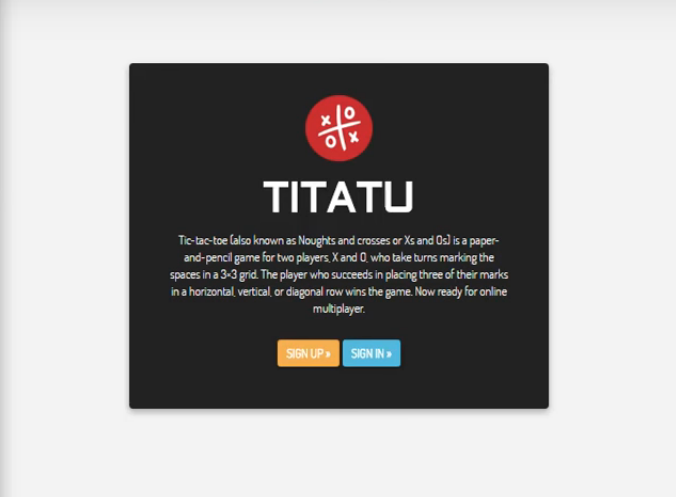 TITATU
Tic-tac-toe (also known as Noughts and crosses or Xs and Os) is a paper-
and-pencil game for two players, X and O, who take turns marking the
spaces in a 3×3 grid. The player who succeeds in placing three of their marks
in a horizontal, vertical, or diagonal row wins the game. Now ready for online
multiplayer.
SIGN UP » SIGN IN »